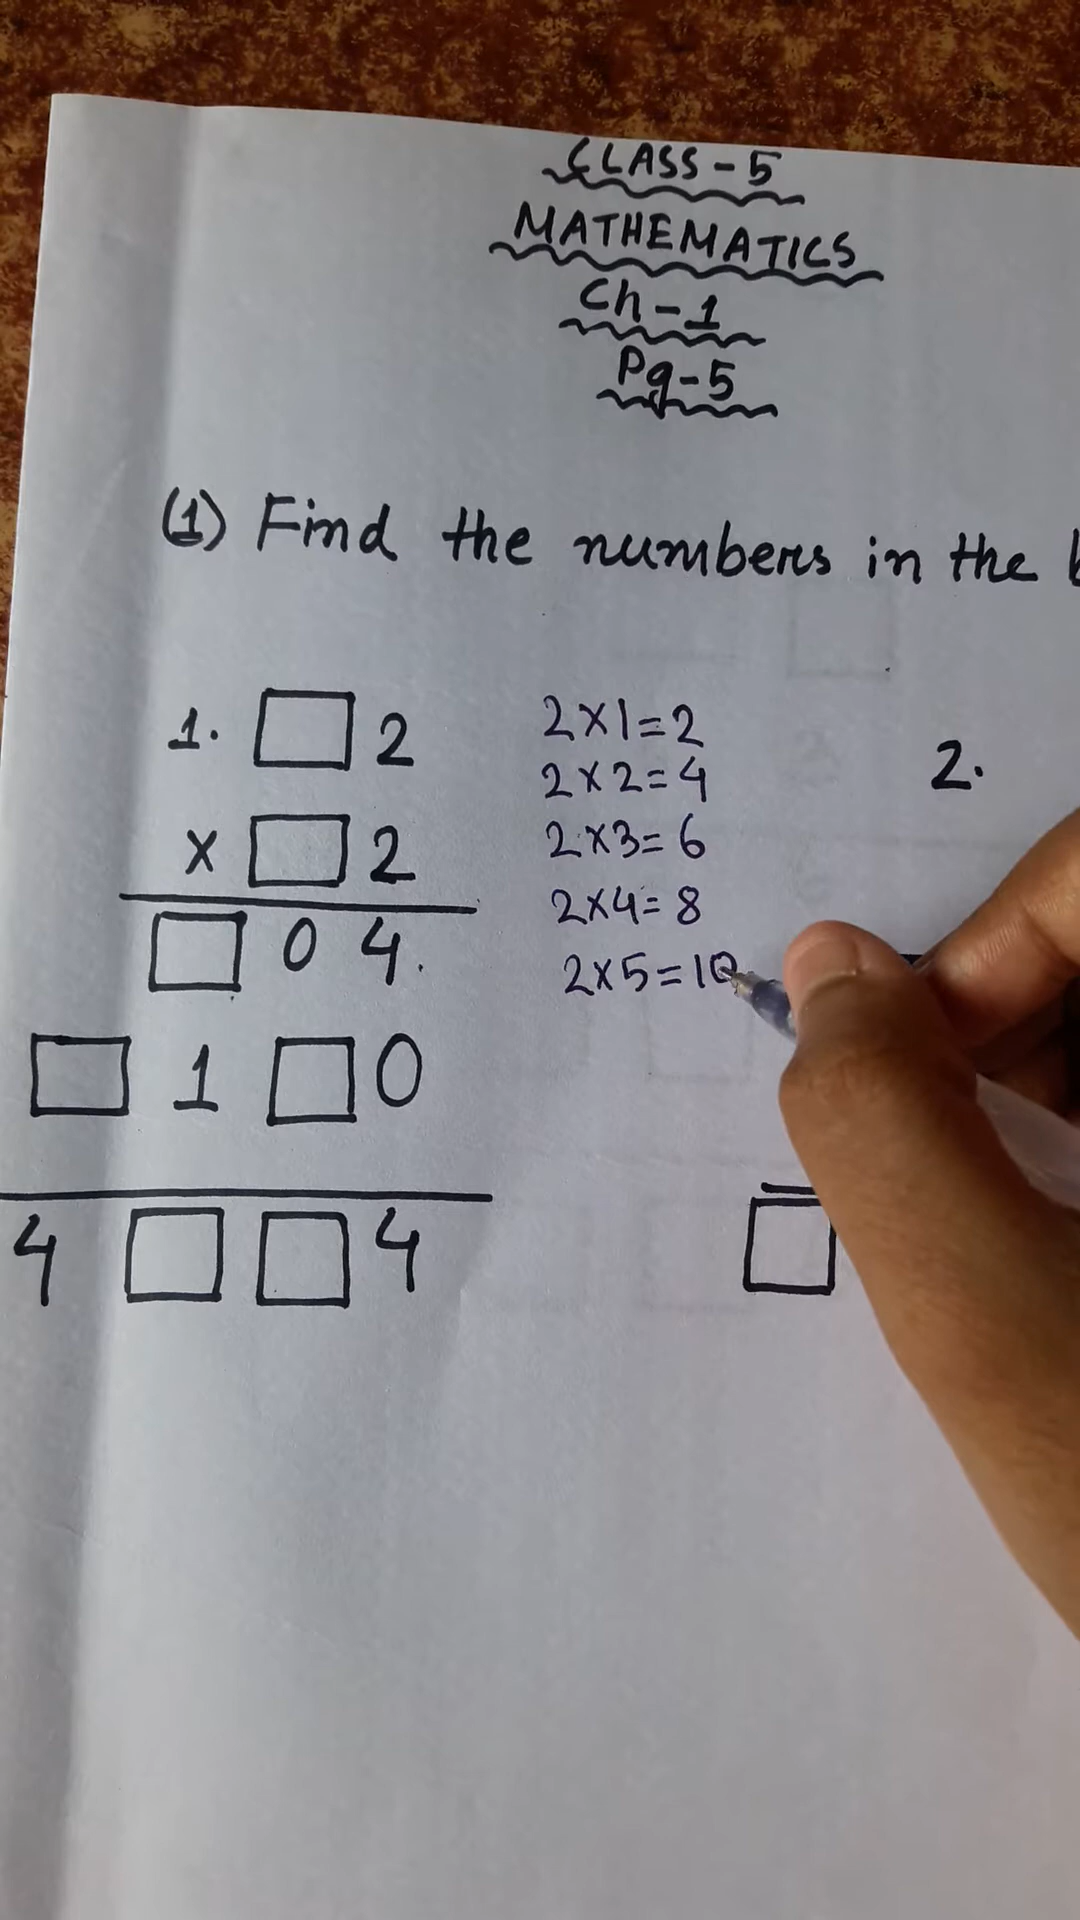 CLASS-5
MATHEMATICS
Ch-1
Pg-5
(1) Find the numbers in the
1. □ 2
× □ 2
□ 0 4.
□ 1 □ 0
4 □ □ 4
2×1=2
2×2=4
2×3=6
2×4=8
2×5=10
2.
□